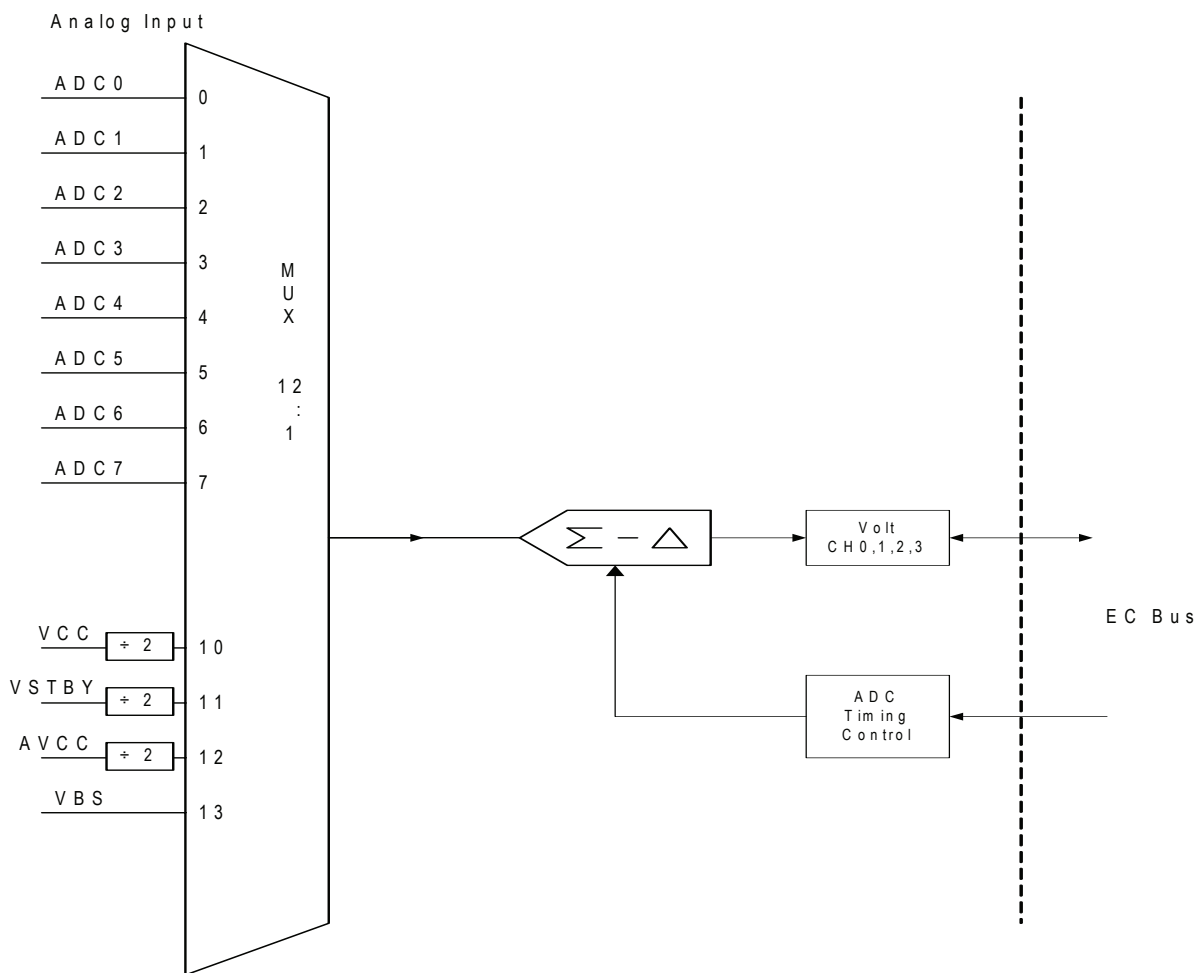 Analog Input
ADC0
0
ADC1
1
ADC2
2
ADC3
3
ADC4
4
ADC5
5
ADC6
6
ADC7
7
MUX
12
:
1
Σ - Δ
Volt
CH0,1,2,3
EC Bus
VCC
÷ 2
10
VSTBY
÷ 2
11
AVCC
÷ 2
12
VBS
13
ADC
Timing
Control